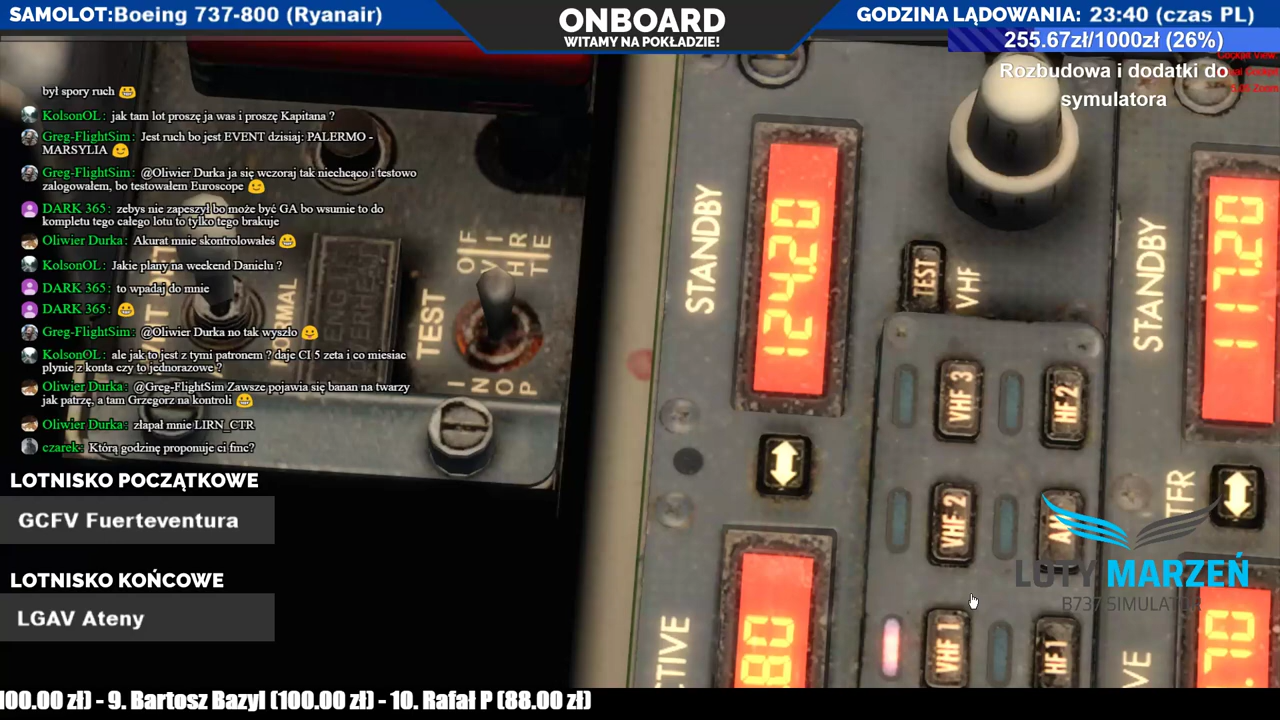 SAMOLOT:Boeing 737-800 (Ryanair)
ONBOARD
WITAMY NA POKŁADZIE!
GODZINA LĄDOWANIA: 23:40 (czas PL)
255.67zł/1000zł (26%)
Rozbudowa i dodatki do
symulatora
był spory ruch 😁
KolsonOL: jak tam lot proszę ja was i proszę Kapitana ?
Greg-FlightSim: Jest ruch bo jest EVENT dzisiaj: PALERMO -
MARSYLIA 😉
Greg-FlightSim: @Oliwier Durka ja się wczoraj tak niechcąco i testowo
zalogowałem, bo testowałem Euroscope 😉
DARK 365: zebys nie zapeszyl bo może być GA bo wsumie to do
kompletu tego całego lotu to tylko tego brakuje
Oliwier Durka: Akurat mnie skontrolowałeś 😁
KolsonOL: Jakie plany na weekend Danielu ?
DARK 365: to wpadaj do mnie
DARK 365: 😁
Greg-FlightSim: @Oliwier Durka no tak wyszło 🙂
KolsonOL: ale jak to jest z tymi patronem ? daje CI 5 zeta i co miesiac
plynie z konta czy to jednorazowe ?
Oliwier Durka: @Greg-FlightSim Zawsze pojawia się banan na twarzy
jak patrzę, a tam Grzegorz na kontroli 😁
Oliwier Durka: złapał mnie LIRN_CTR
czarek: Którą godzinę proponuje ci fmc?
TEST
INOP
STANDBY
124.20
TEST
VHF
STANDBY
117.20
VHF 3
HF 2
VHF 2
AM
TFR
VHF 1
HF 1
LOTNISKO POCZĄTKOWE
GCFV Fuerteventura
LOTNISKO KOŃCOWE
LGAV Ateny
LOTY MARZEŃ
B737 SIMULATOR
100.00 zł) - 9. Bartosz Bazyl (100.00 zł) - 10. Rafał P (88.00 zł)